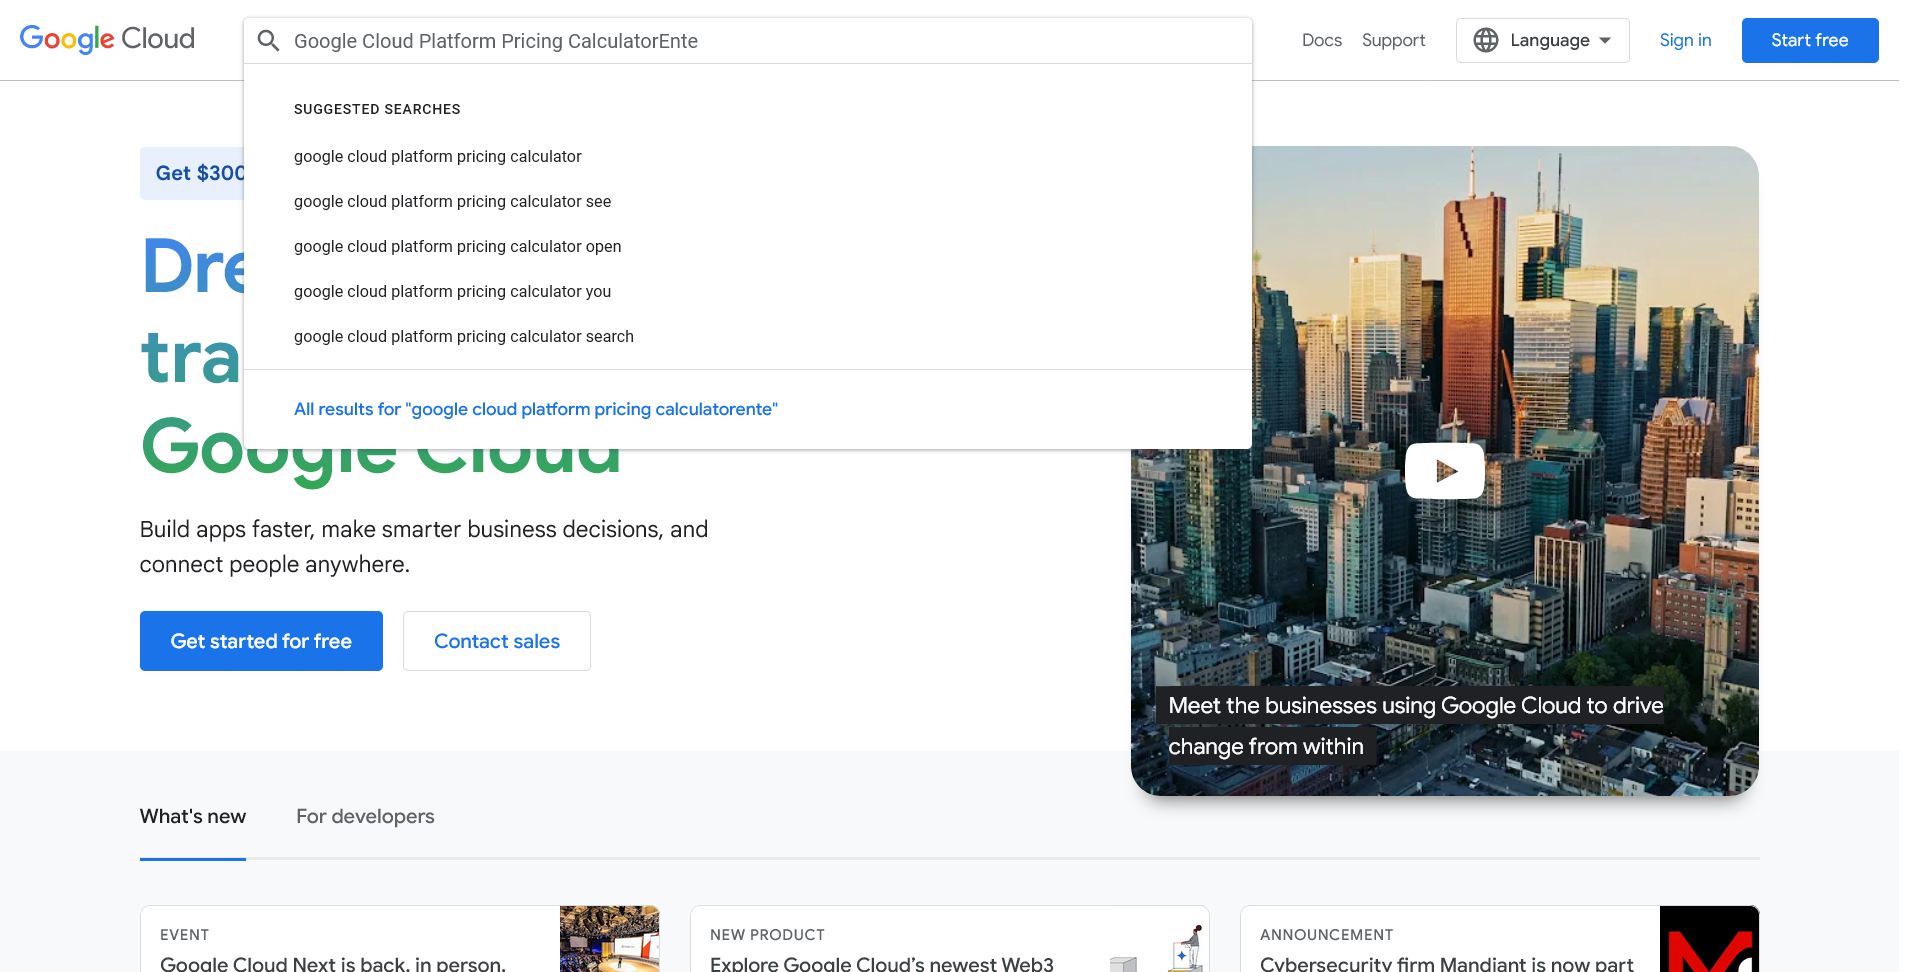 Google Cloud
Google Cloud Platform Pricing CalculatorEnte
Docs
Support
Language
Sign in
Start free
SUGGESTED SEARCHES
google cloud platform pricing calculator
google cloud platform pricing calculator see
google cloud platform pricing calculator open
google cloud platform pricing calculator you
google cloud platform pricing calculator search
All results for "google cloud platform pricing calculatorente"
Get $300
Dre
tra
Google Cloud
Build apps faster, make smarter business decisions, and
connect people anywhere.
Get started for free
Contact sales
Meet the businesses using Google Cloud to drive
change from within
What's new
For developers
EVENT
Google Cloud Next is back, in person.
NEW PRODUCT
Explore Google Cloud’s newest Web3
ANNOUNCEMENT
Cybersecurity firm Mandiant is now part